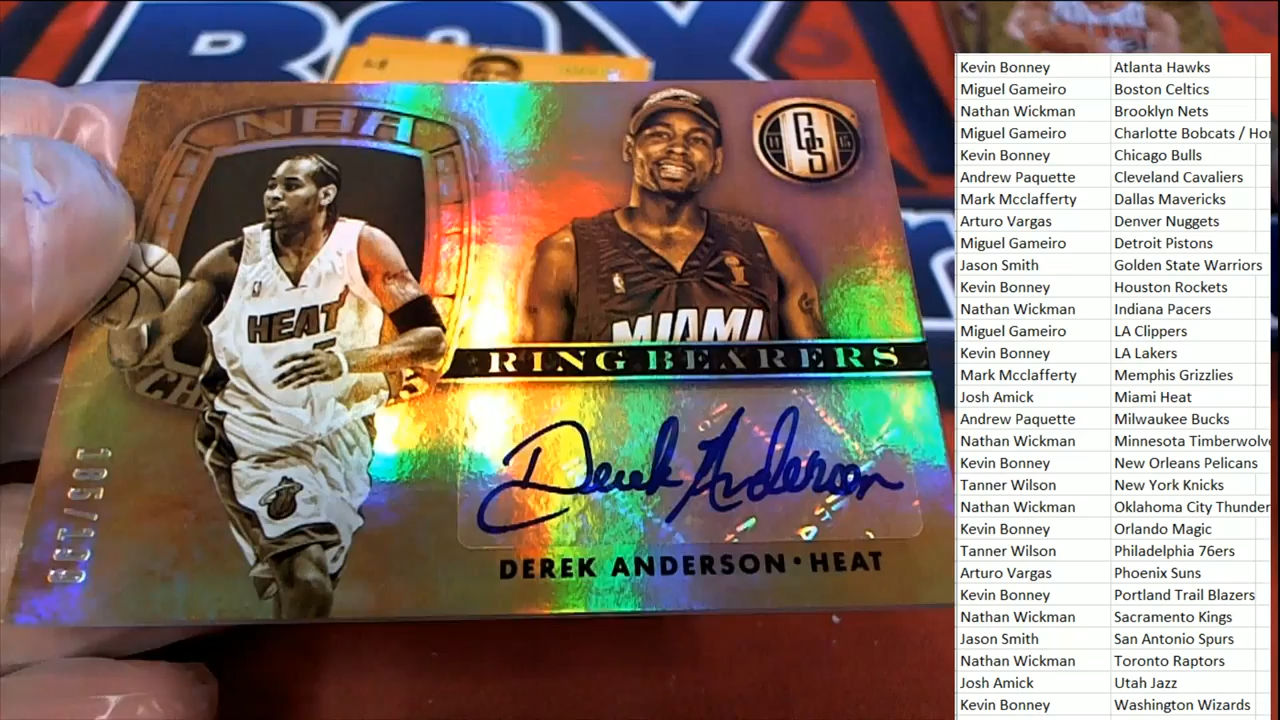 BOX
NBA
GS
14 15
HEAT
MIAMI
RING BEARERS
Derek Anderson
DEREK ANDERSON • HEAT
Kevin Bonney Atlanta Hawks
Miguel Gameiro Boston Celtics
Nathan Wickman Brooklyn Nets
Miguel Gameiro Charlotte Bobcats / Hor
Kevin Bonney Chicago Bulls
Andrew Paquette Cleveland Cavaliers
Mark Mcclafferty Dallas Mavericks
Arturo Vargas Denver Nuggets
Miguel Gameiro Detroit Pistons
Jason Smith Golden State Warriors
Kevin Bonney Houston Rockets
Nathan Wickman Indiana Pacers
Miguel Gameiro LA Clippers
Kevin Bonney LA Lakers
Mark Mcclafferty Memphis Grizzlies
Josh Amick Miami Heat
Andrew Paquette Milwaukee Bucks
Nathan Wickman Minnesota Timberwolve
Kevin Bonney New Orleans Pelicans
Tanner Wilson New York Knicks
Nathan Wickman Oklahoma City Thunder
Kevin Bonney Orlando Magic
Tanner Wilson Philadelphia 76ers
Arturo Vargas Phoenix Suns
Kevin Bonney Portland Trail Blazers
Nathan Wickman Sacramento Kings
Jason Smith San Antonio Spurs
Nathan Wickman Toronto Raptors
Josh Amick Utah Jazz
Kevin Bonney Washington Wizards